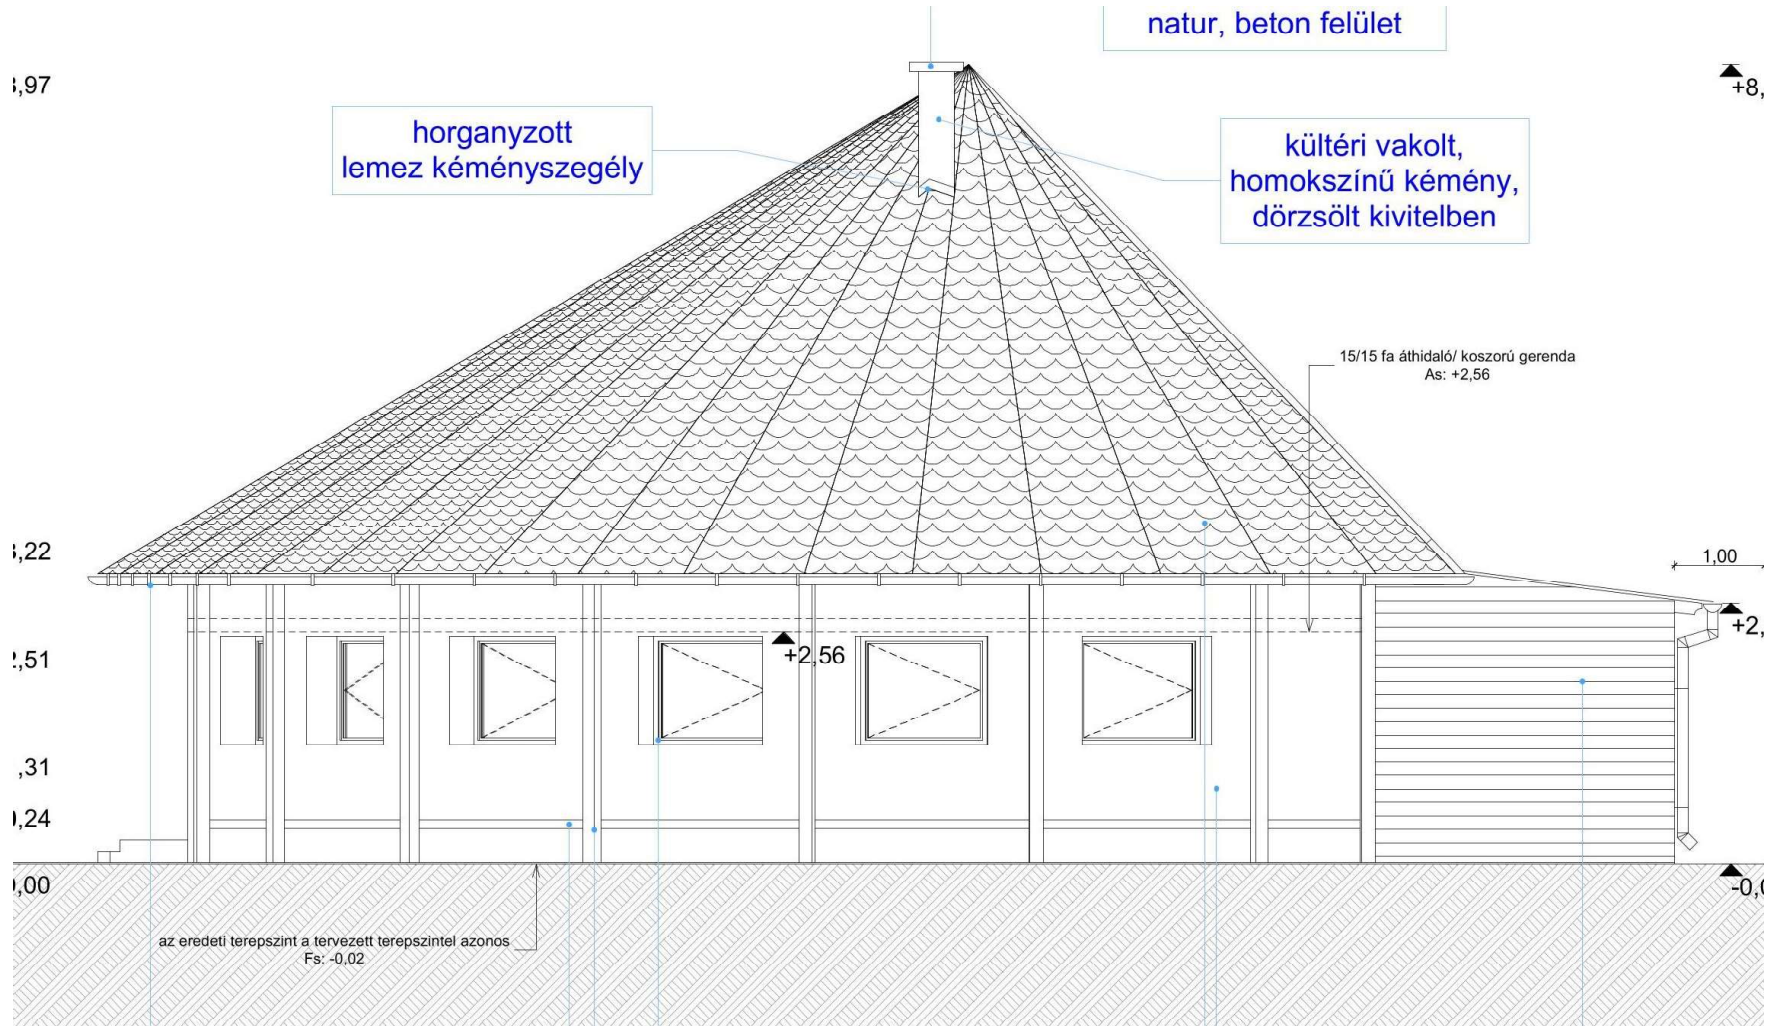 natur, beton felület
,97
+8,
horganyzott
lemez kéményszegély
kültéri vakolt,
homokszínű kémény,
dörzsölt kivitelben
15/15 fa áthidaló/ koszorú gerenda
As: +2,56
,22
1,00
+2,
,51
+2,56
,31
,24
,00
-0,0
az eredeti terepszint a tervezett terepszintel azonos
Fs: -0,02